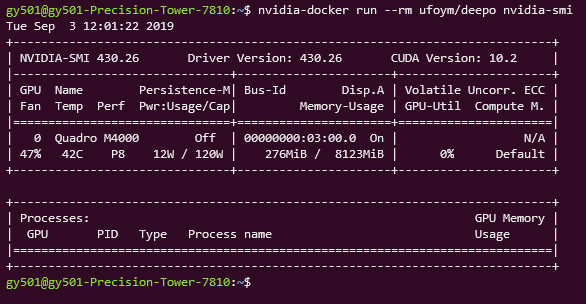 gy501@gy501-Precision-Tower-7810:~$ nvidia-docker run --rm ufoym/deepo nvidia-smi
Tue Sep  3 12:01:22 2019
+-----------------------------------------------------------------------------+
| NVIDIA-SMI 430.26       Driver Version: 430.26       CUDA Version: 10.2     |
|-------------------------------+----------------------+----------------------+
| GPU  Name        Persistence-M| Bus-Id        Disp.A | Volatile Uncorr. ECC |
| Fan  Temp  Perf  Pwr:Usage/Cap|         Memory-Usage | GPU-Util  Compute M. |
|===============================+======================+======================|
|   0  Quadro M4000        Off  | 00000000:03:00.0  On |                  N/A |
| 47%   42C    P8    12W / 120W |    276MiB /  8123MiB |      0%      Default |
+-------------------------------+----------------------+----------------------+

+-----------------------------------------------------------------------------+
| Processes:                                                       GPU Memory |
|  GPU       PID   Type   Process name                             Usage      |
|=============================================================================|
+-----------------------------------------------------------------------------+
gy501@gy501-Precision-Tower-7810:~$